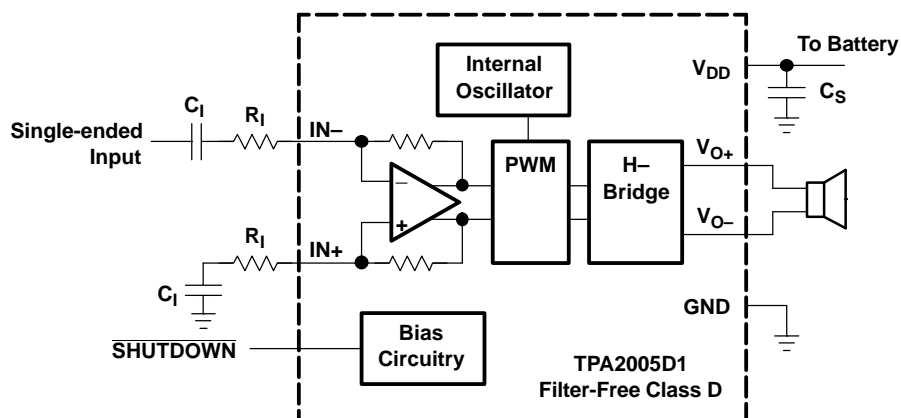 To Battery
Internal
Oscillator
VDD
CS
CI
RI
Single-ended
Input
IN–
–
PWM
H–
Bridge
VO+
VO–
+
RI
IN+
CI
GND
SHUTDOWN
Bias
Circuitry
TPA2005D1
Filter-Free Class D